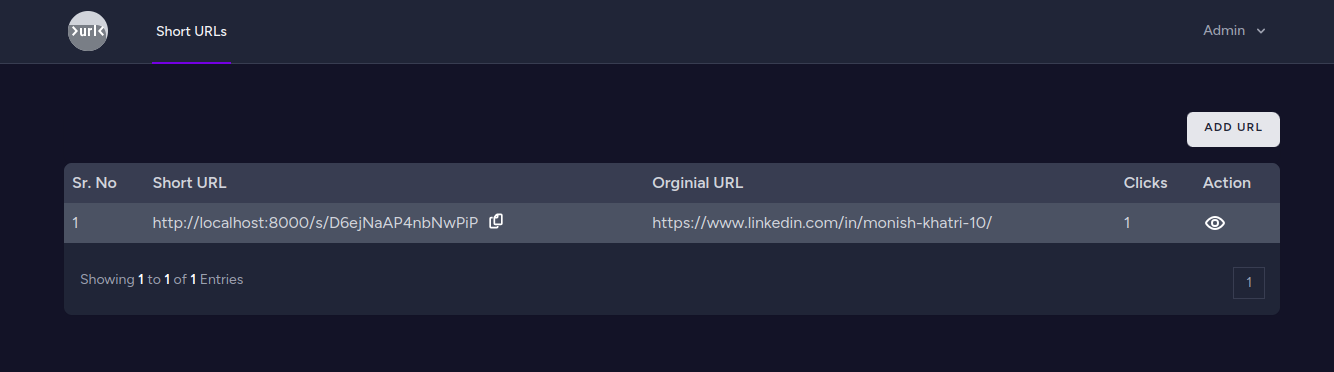 >urk Short URLs Admin
ADD URL
Sr. No Short URL Orginial URL Clicks Action
1 http://localhost:8000/s/D6ejNaAP4nbNwPiP https://www.linkedin.com/in/monish-khatri-10/ 1
Showing 1 to 1 of 1 Entries 1